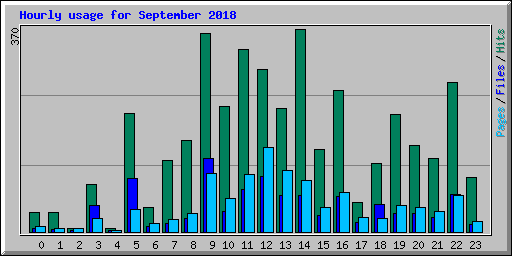 Hourly usage for September 2018
370
Pages / Files / Hits
0 1 2 3 4 5 6 7 8 9 10 11 12 13 14 15 16 17 18 19 20 21 22 23